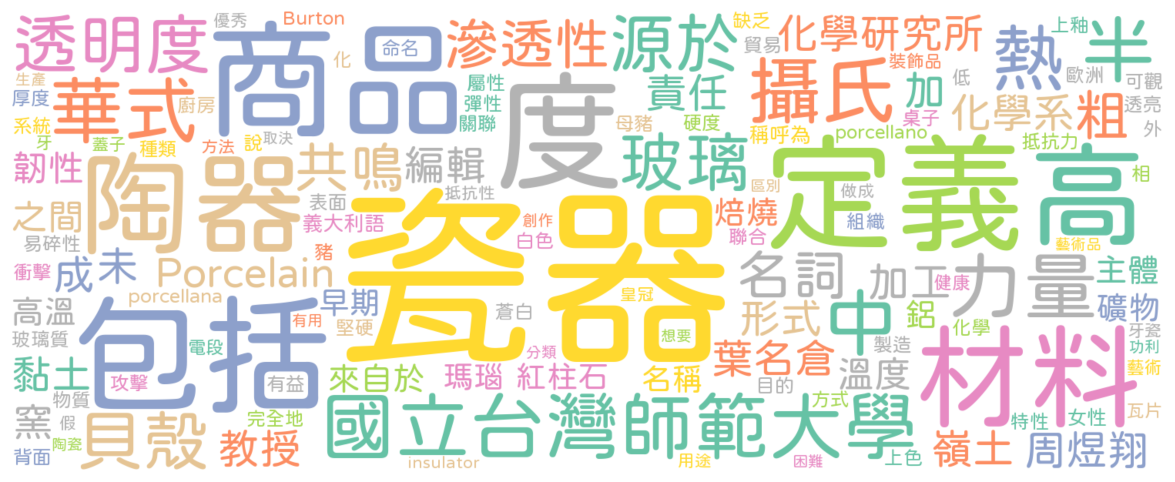 優秀
Burton
缺乏
上釉
透明度
商品
命名
化
滲透性
源於
貿易
化學研究所
熱
半
生產
厚度
華式
廚房
屬性
彈性
關聯
責任
攝氏
裝飾品
加
低
歐洲
可觀
透亮
系統
牙
蓋子
種類
方法
說
取決
度
母豬
硬度
稱呼為
porcellano
桌子
化學系
粗
外
抵抗力
韌性
陶器
共鳴
編輯
玻璃
區別
定義
高
相
之間
表面
抵抗性
義大利語
創作
白色
焙燒
聯合
做成
組織
易碎性
衝擊
豬
瓷器
藝術品
成
未
Porcelain
porcellana
早期
名詞
加工
健康
力量
主體
高溫
玻璃質
包括
有用
堅硬
蒼白
皇冠
形式
中
鋁
化學
礦物
牙瓷
功利
電段
想要
分類
葉名倉
製造
材料
黏土
攻擊
物質
有益
來自於
瑪瑙
紅柱石
名稱
目的
溫度
藝術
窯
假
貝殼
完全地
國立台灣師範大學
方式
特性
女性
瓦片
陶瓷
背面
教授
insulator
用途
困難
上色
嶺土
周煜翔